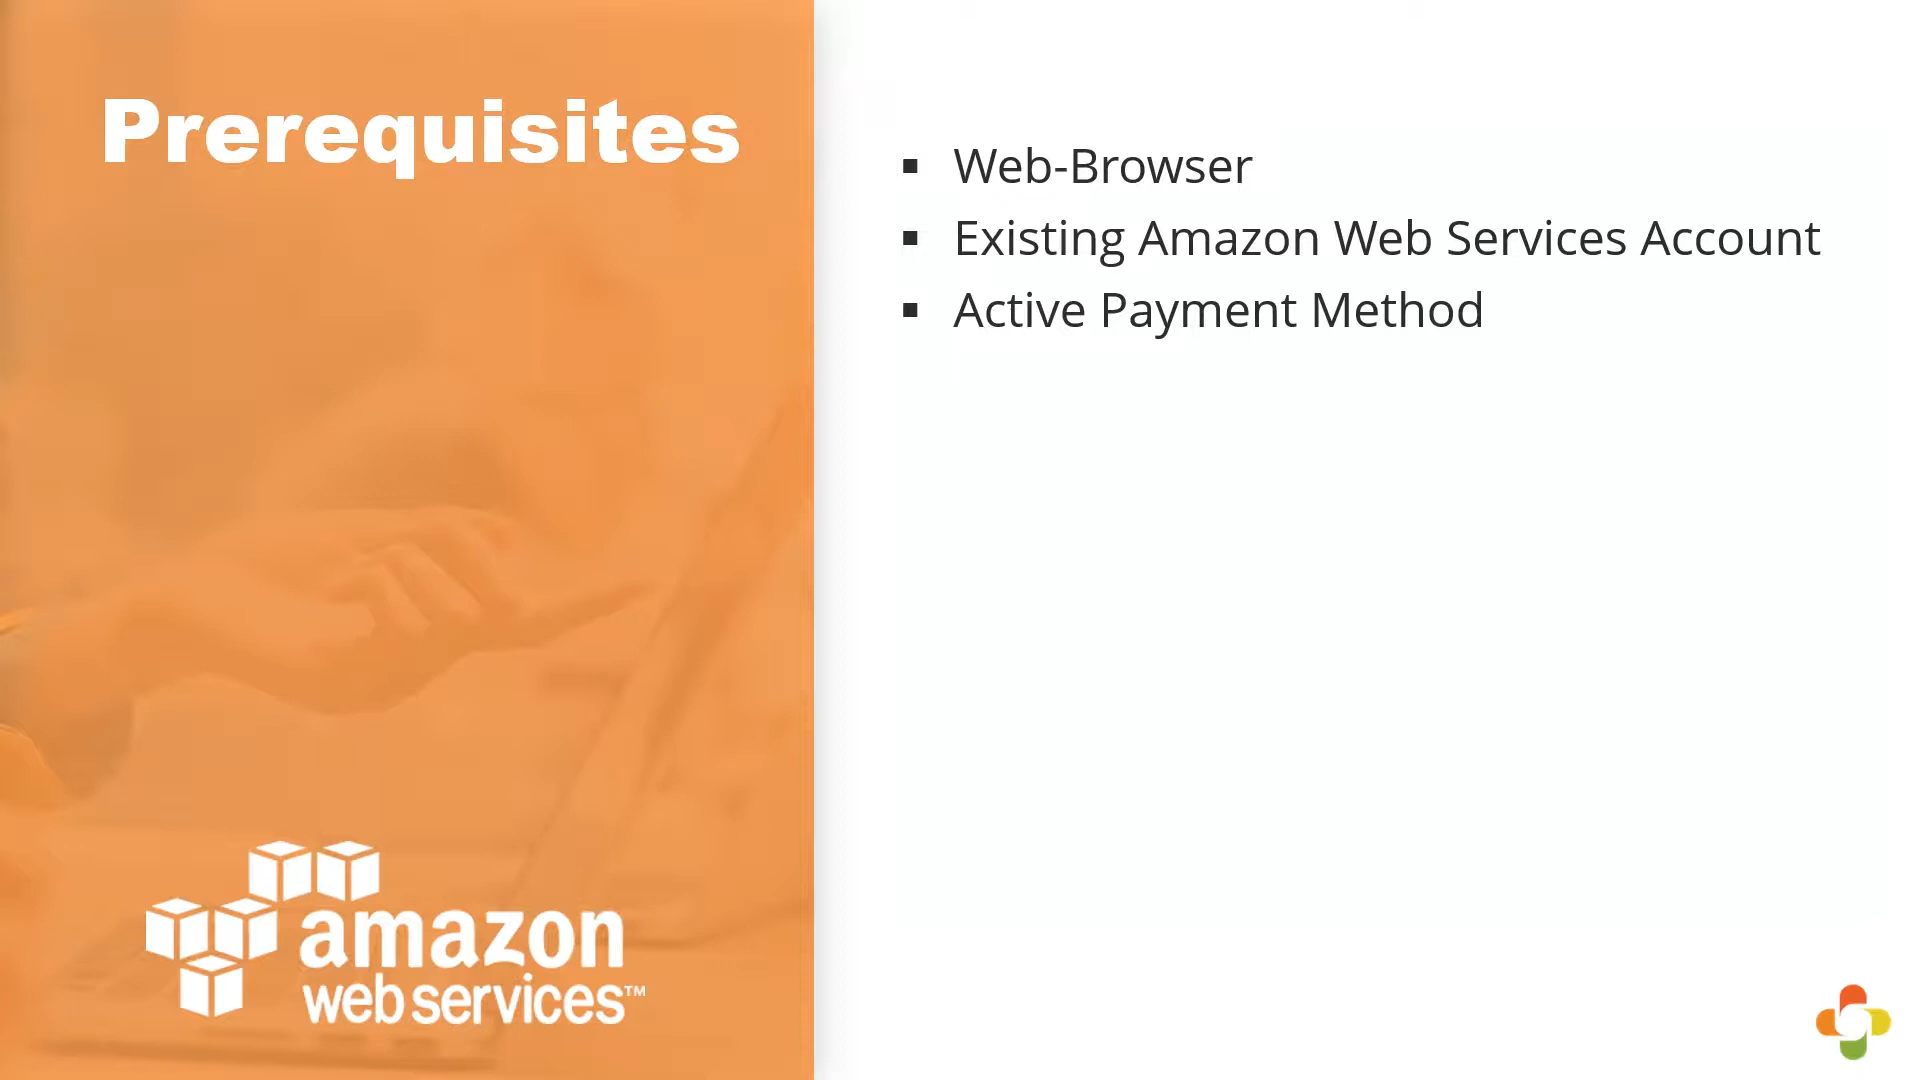 Prerequisites
▪ Web-Browser
▪ Existing Amazon Web Services Account
▪ Active Payment Method
amazon
web services™